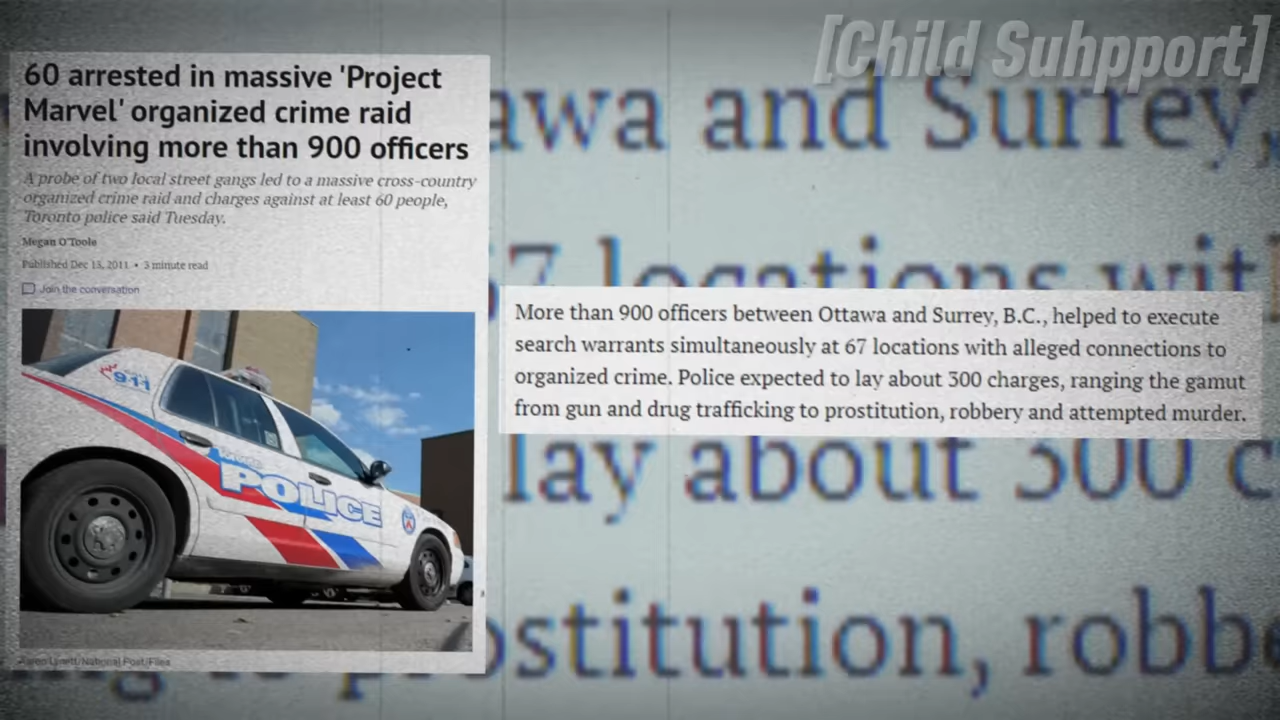 [Child Suhpport]
60 arrested in massive 'Project
Marvel' organized crime raid
involving more than 900 officers
A probe of two local street gangs led to a massive cross-country
organized crime raid and charges against at least 60 people,
Toronto police said Tuesday.
Megan O'Toole
Published Dec 13, 2011 • 3 minute read
Join the conversation
911
POLICE
Aaron Lynett/National Post/Files
More than 900 officers between Ottawa and Surrey, B.C., helped to execute
search warrants simultaneously at 67 locations with alleged connections to
organized crime. Police expected to lay about 300 charges, ranging the gamut
from gun and drug trafficking to prostitution, robbery and attempted murder.
awa and Surrey,
67 locations wit
lay about 300 c
ostitution, robbe